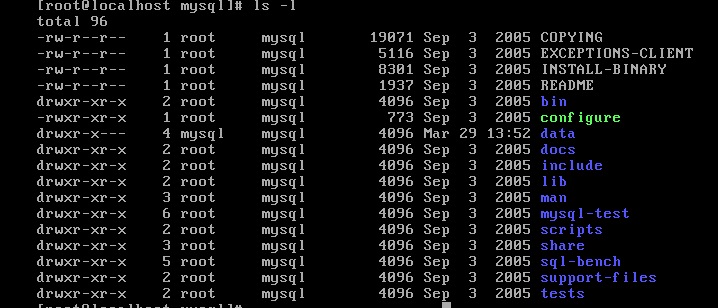 [root@localhost mysql]# ls -l
total 96
-rw-r--r-- 1 root mysql 19071 Sep 3 2005 COPYING
-rw-r--r-- 1 root mysql 5116 Sep 3 2005 EXCEPTIONS-CLIENT
-rw-r--r-- 1 root mysql 8301 Sep 3 2005 INSTALL-BINARY
-rw-r--r-- 1 root mysql 1937 Sep 3 2005 README
drwxr-xr-x 2 root mysql 4096 Sep 3 2005 bin
-rwxr-xr-x 1 root mysql 773 Sep 3 2005 configure
drwxr-x--- 4 mysql mysql 4096 Mar 29 13:52 data
drwxr-xr-x 2 root mysql 4096 Sep 3 2005 docs
drwxr-xr-x 2 root mysql 4096 Sep 3 2005 include
drwxr-xr-x 2 root mysql 4096 Sep 3 2005 lib
drwxr-xr-x 3 root mysql 4096 Sep 3 2005 man
drwxr-xr-x 6 root mysql 4096 Sep 3 2005 mysql-test
drwxr-xr-x 2 root mysql 4096 Sep 3 2005 scripts
drwxr-xr-x 3 root mysql 4096 Sep 3 2005 share
drwxr-xr-x 5 root mysql 4096 Sep 3 2005 sql-bench
drwxr-xr-x 2 root mysql 4096 Sep 3 2005 support-files
drwxr-xr-x 2 root mysql 4096 Sep 3 2005 tests
[root@localhost mysql]#